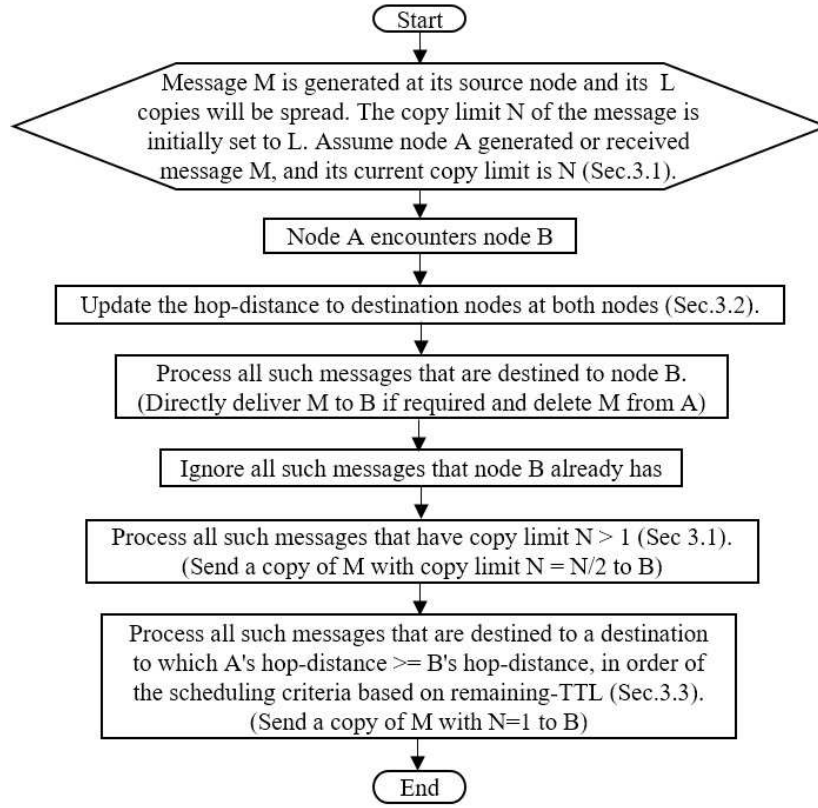 Start
Message M is generated at its source node and its L
copies will be spread. The copy limit N of the message is
initially set to L. Assume node A generated or received
message M, and its current copy limit is N (Sec.3.1).
Node A encounters node B
Update the hop-distance to destination nodes at both nodes (Sec.3.2).
Process all such messages that are destined to node B.
(Directly deliver M to B if required and delete M from A)
Ignore all such messages that node B already has
Process all such messages that have copy limit N > 1 (Sec 3.1).
(Send a copy of M with copy limit N = N/2 to B)
Process all such messages that are destined to a destination
to which A's hop-distance >= B's hop-distance, in order of
the scheduling criteria based on remaining-TTL (Sec.3.3).
(Send a copy of M with N=1 to B)
End